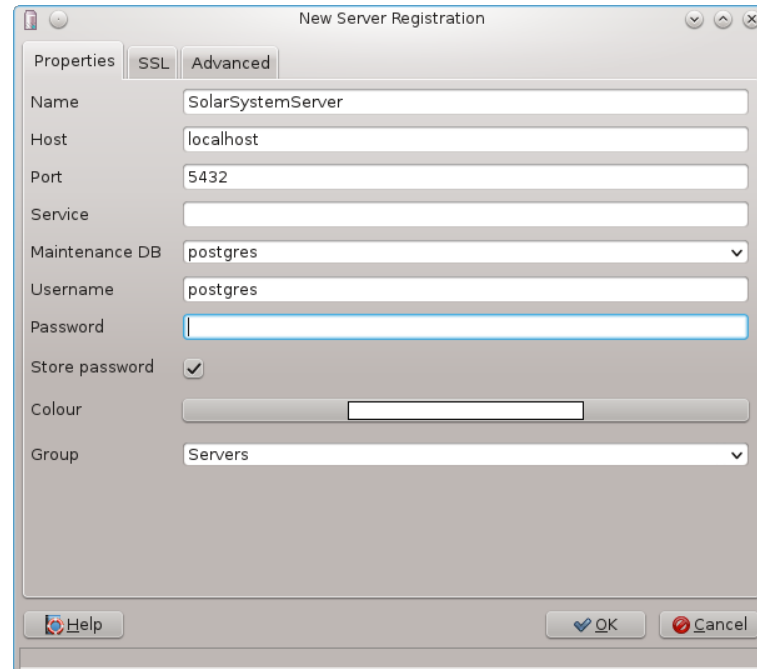 New Server Registration
Properties SSL Advanced
Name SolarSystemServer
Host localhost
Port 5432
Service
Maintenance DB postgres
Username postgres
Password
Store password
Colour
Group Servers
Help OK Cancel